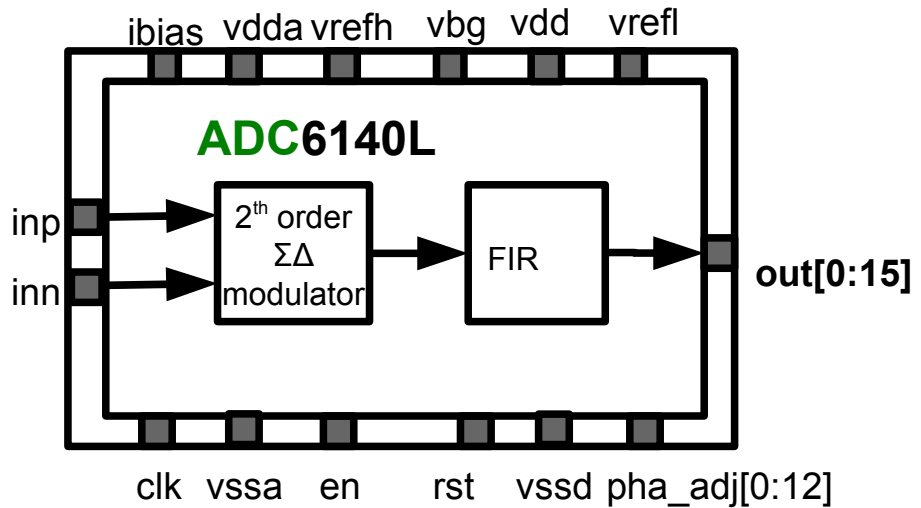 ibias vdda vrefh vbg vdd vrefl
ADC6140L
inp
inn
2th order
ΣΔ
modulator
FIR
out[0:15]
clk vssa en rst vssd pha_adj[0:12]